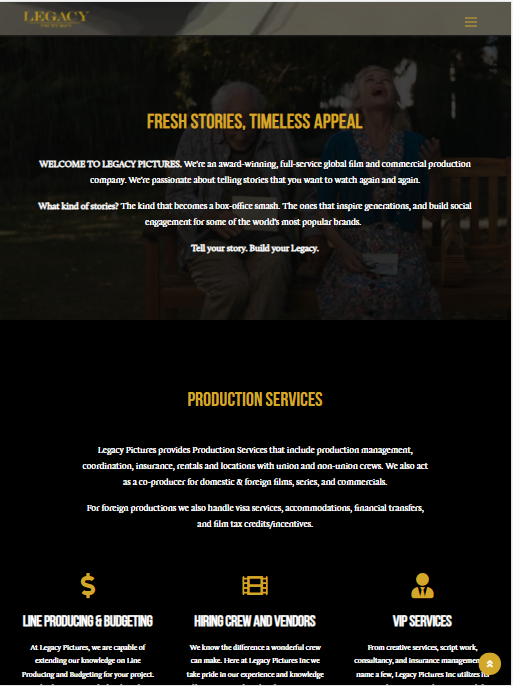 LEGACY
FRESH STORIES, TIMELESS APPEAL
WELCOME TO LEGACY PICTURES. We're an award-winning, full-service global film and commercial production
company. We're passionate about telling stories that you want to watch again and again.
What kind of stories? The kind that becomes a box-office smash. The ones that inspire generations, and build social
engagement for some of the world's most popular brands.
Tell your story. Build your Legacy.
PRODUCTION SERVICES
Legacy Pictures provides Production Services that include production management,
coordination, insurance, rentals and locations with union and non-union crews. We also act
as a co-producer for domestic & foreign films, series, and commercials.
For foreign productions we also handle visa services, accommodations, financial transfers,
and film tax credits/incentives.
LINE PRODUCING & BUDGETING
At Legacy Pictures, we are capable of
extending our knowledge on Line
Producing and Budgeting for your project.
HIRING CREW AND VENDORS
We know the difference a wonderful crew
can make. Here at Legacy Pictures Inc we
take pride in our experience and knowledge
VIP SERVICES
From creative services, script work,
consultancy, and insurance management
name a few, Legacy Pictures Inc utilizes its